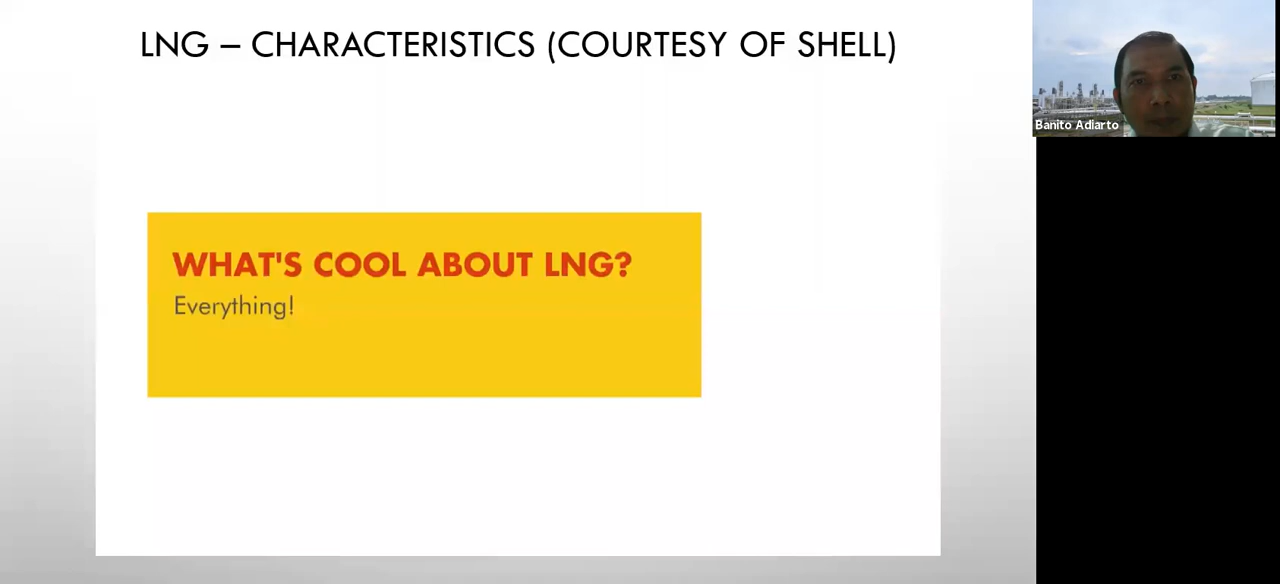 LNG – CHARACTERISTICS (COURTESY OF SHELL)
Banito Adiarto
WHAT'S COOL ABOUT LNG?
Everything!